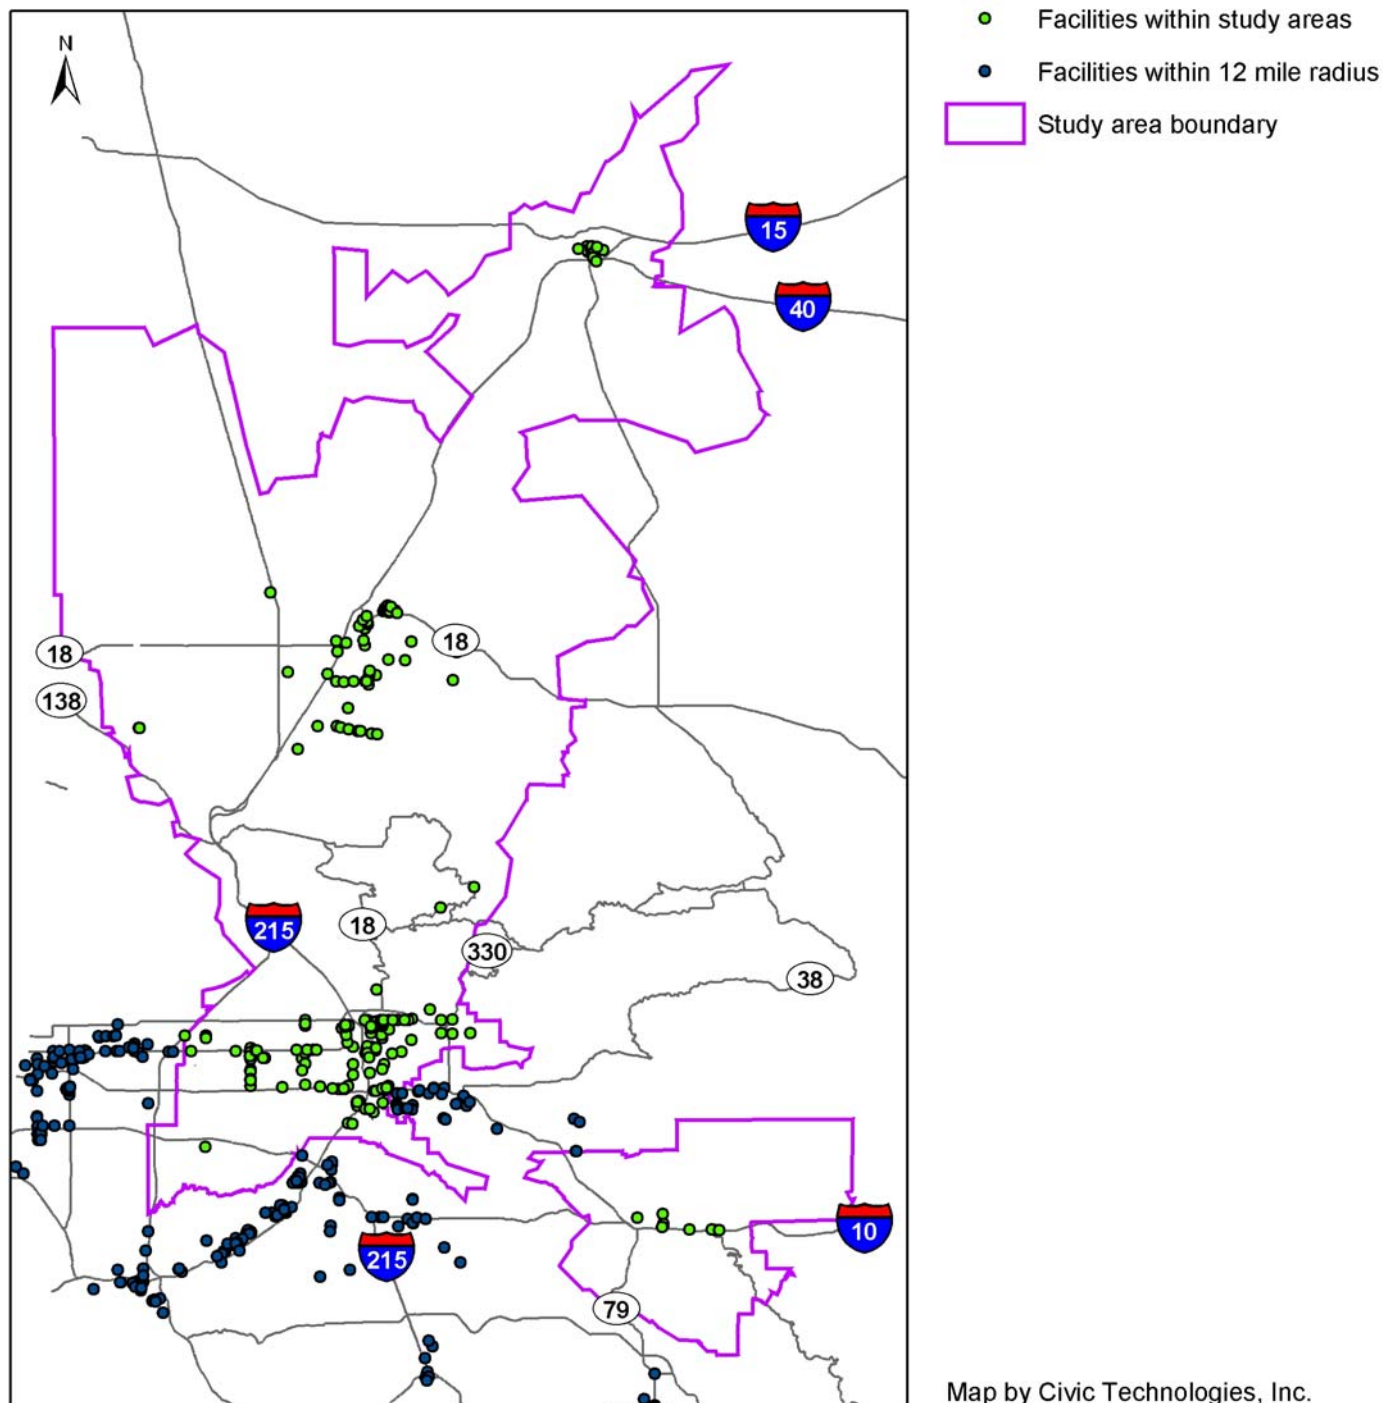 Facilities within study areas
N
Facilities within 12 mile radius
Study area boundary
15
40
18
18
138
215
18
330
38
10
215
79
Map by Civic Technologies, Inc.